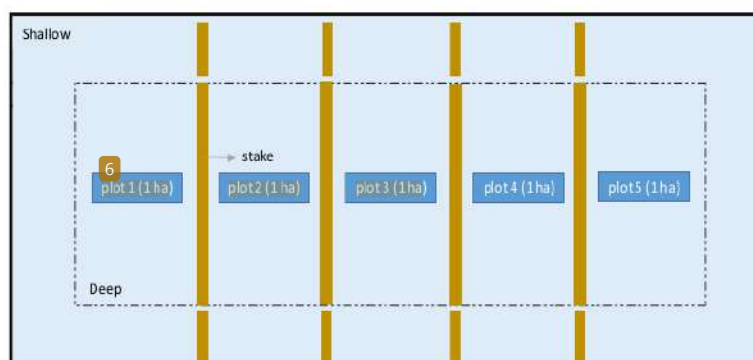 Shallow
stake
6
plot 1 (1 ha)
plot 2 (1 ha)
plot 3 (1 ha)
plot 4 (1 ha)
plot 5 (1 ha)
Deep